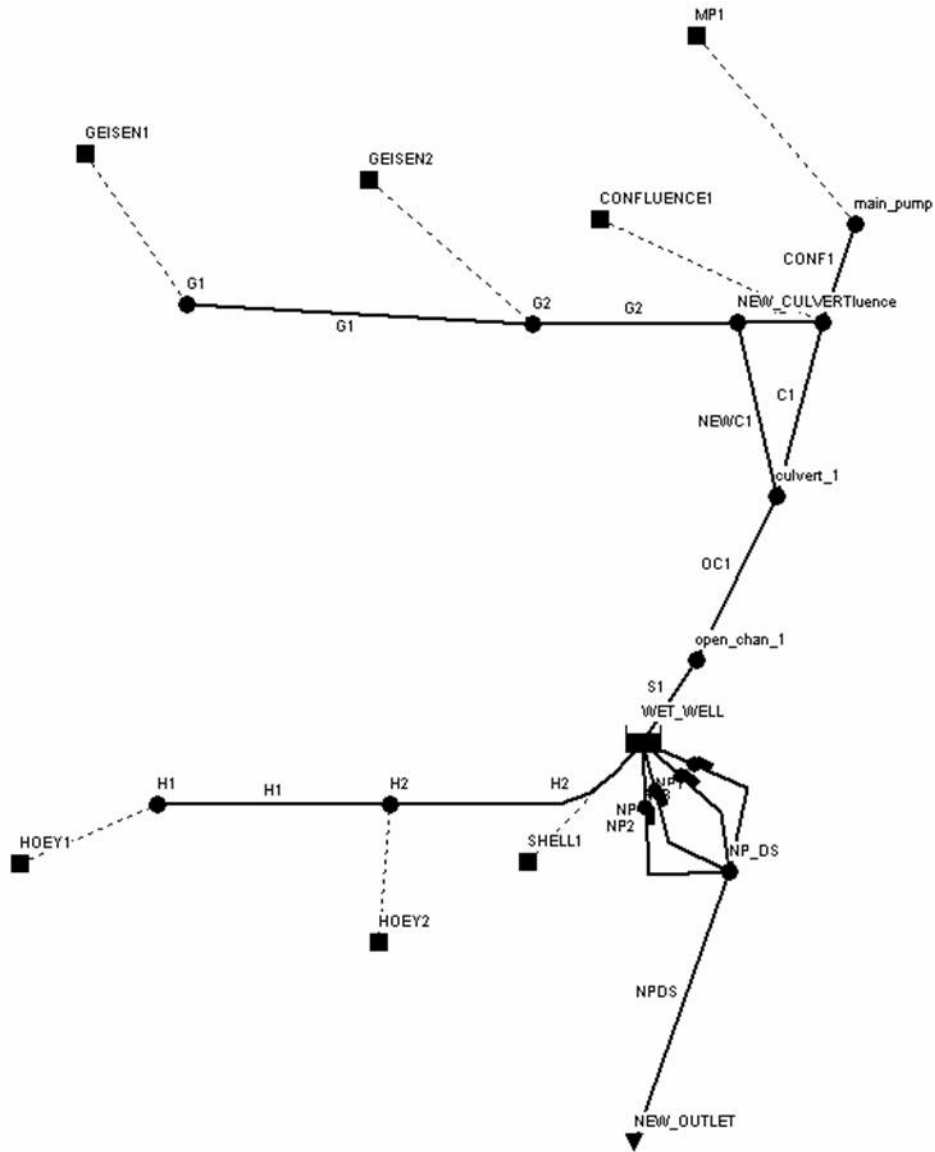 MP1
GEISEN1
GEISEN2
CONFLUENCE1
main_pump
CONF1
G1
G2
G2
NEW_CULVERTluence
G1
C1
NEWC1
culvert_1
OC1
open_chan_1
S1
WET_WELL
H1
H1
H2
H2
NP
NP2
HOEY1
SHELL1
NP_DS
HOEY2
NPDS
NEW_OUTLET